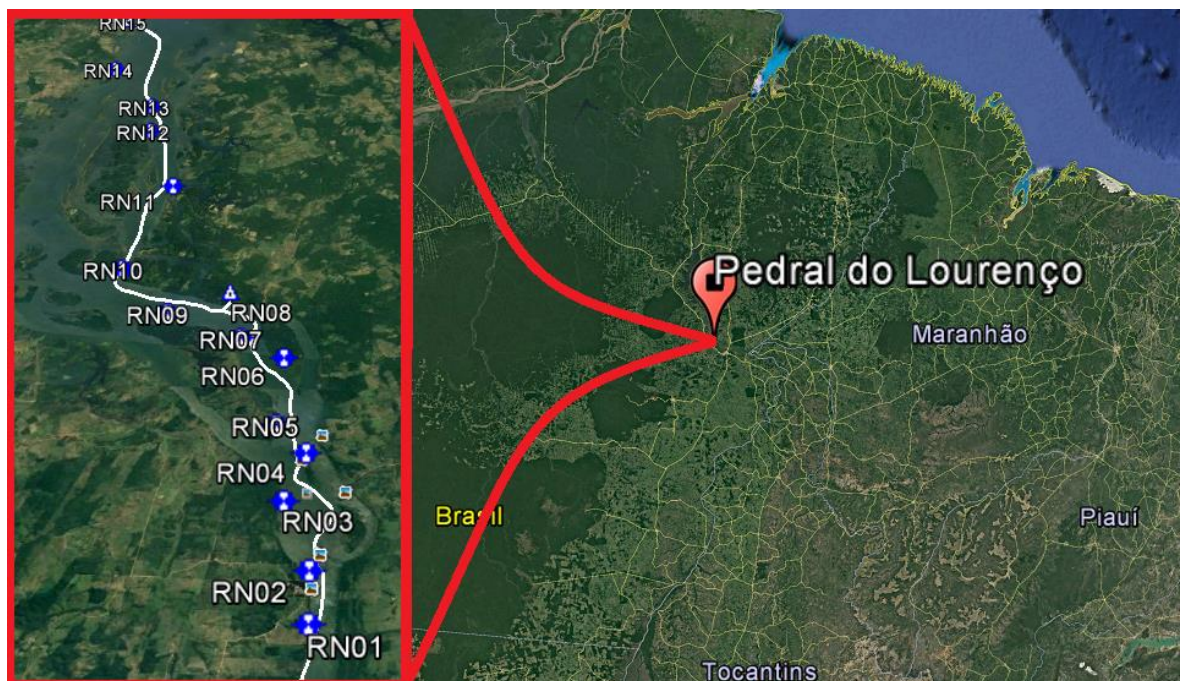 RN15
RN14
RN13
RN12
RN11
RN10
RN09
RN08
RN07
RN06
RN05
RN04
RN03
RN02
RN01
Pedral do Lourenço
Maranhão
Brasil
Piauí
Tocantins